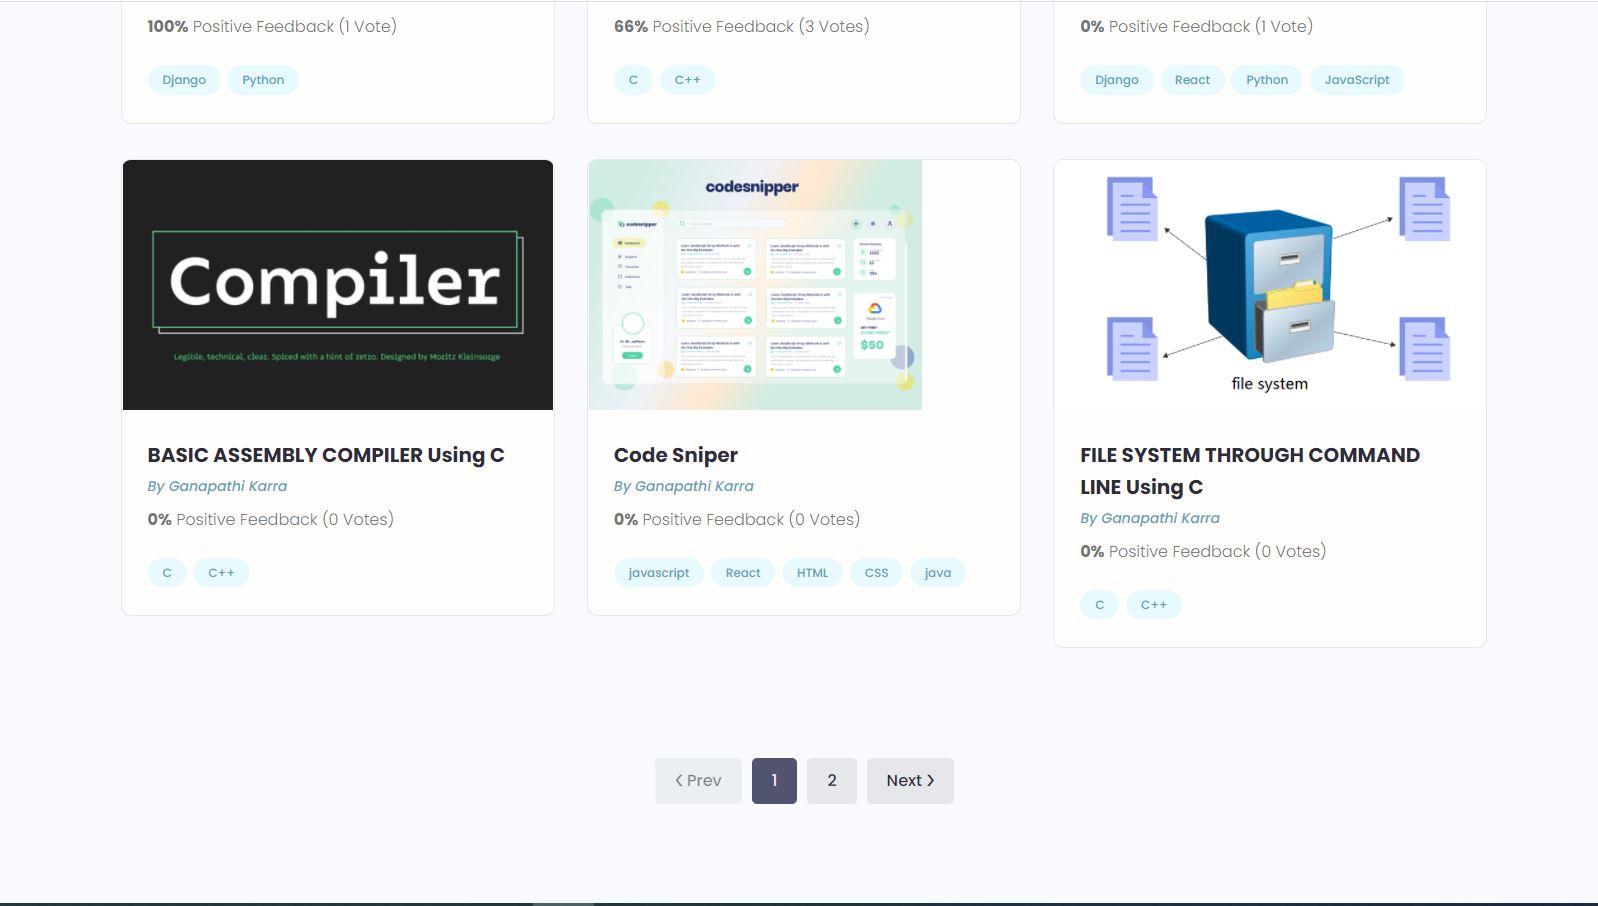 100% Positive Feedback (1 Vote)
66% Positive Feedback (3 Votes)
0% Positive Feedback (1 Vote)
Django Python
C C++
Django React Python JavaScript
Compiler
Legible, technical, clear. Spiced with a hint of retro. Designed by Moritz Kleinsorge
BASIC ASSEMBLY COMPILER Using C
By Ganapathi Karra
0% Positive Feedback (0 Votes)
C C++
codesnipper
codesnipper
$50
Code Sniper
By Ganapathi Karra
0% Positive Feedback (0 Votes)
javascript React HTML CSS java
file system
FILE SYSTEM THROUGH COMMAND
LINE Using C
By Ganapathi Karra
0% Positive Feedback (0 Votes)
C C++
Prev 1 2 Next